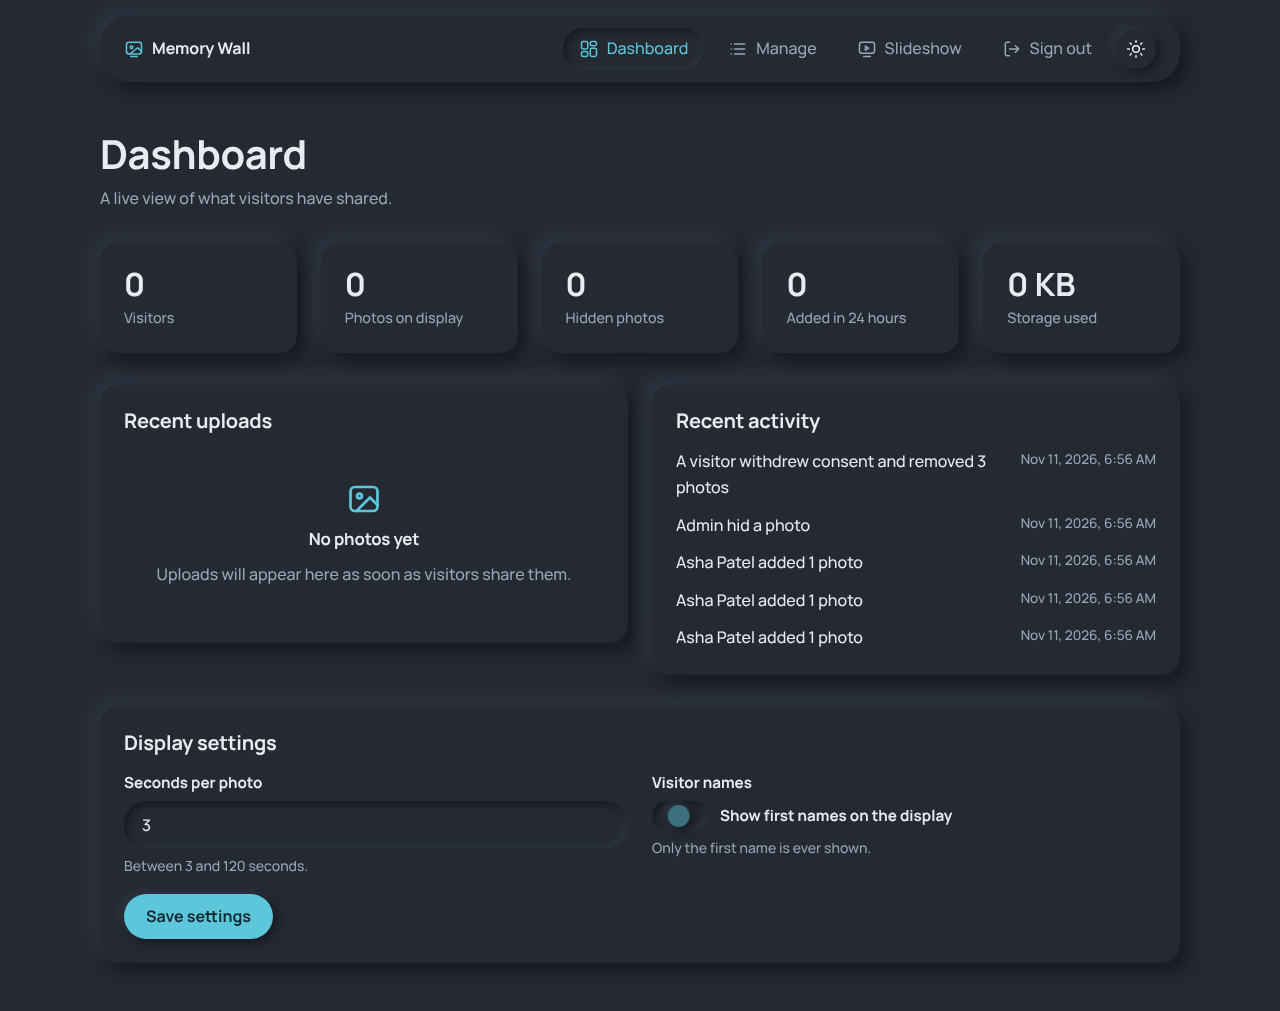 Memory Wall
Dashboard
Manage
Slideshow
Sign out
Dashboard
A live view of what visitors have shared.
0
Visitors
0
Photos on display
0
Hidden photos
0
Added in 24 hours
0 KB
Storage used
Recent uploads
No photos yet
Uploads will appear here as soon as visitors share them.
Recent activity
A visitor withdrew consent and removed 3
photos
Nov 11, 2026, 6:56 AM
Admin hid a photo
Nov 11, 2026, 6:56 AM
Asha Patel added 1 photo
Nov 11, 2026, 6:56 AM
Asha Patel added 1 photo
Nov 11, 2026, 6:56 AM
Asha Patel added 1 photo
Nov 11, 2026, 6:56 AM
Display settings
Seconds per photo
3
Between 3 and 120 seconds.
Visitor names
Show first names on the display
Only the first name is ever shown.
Save settings